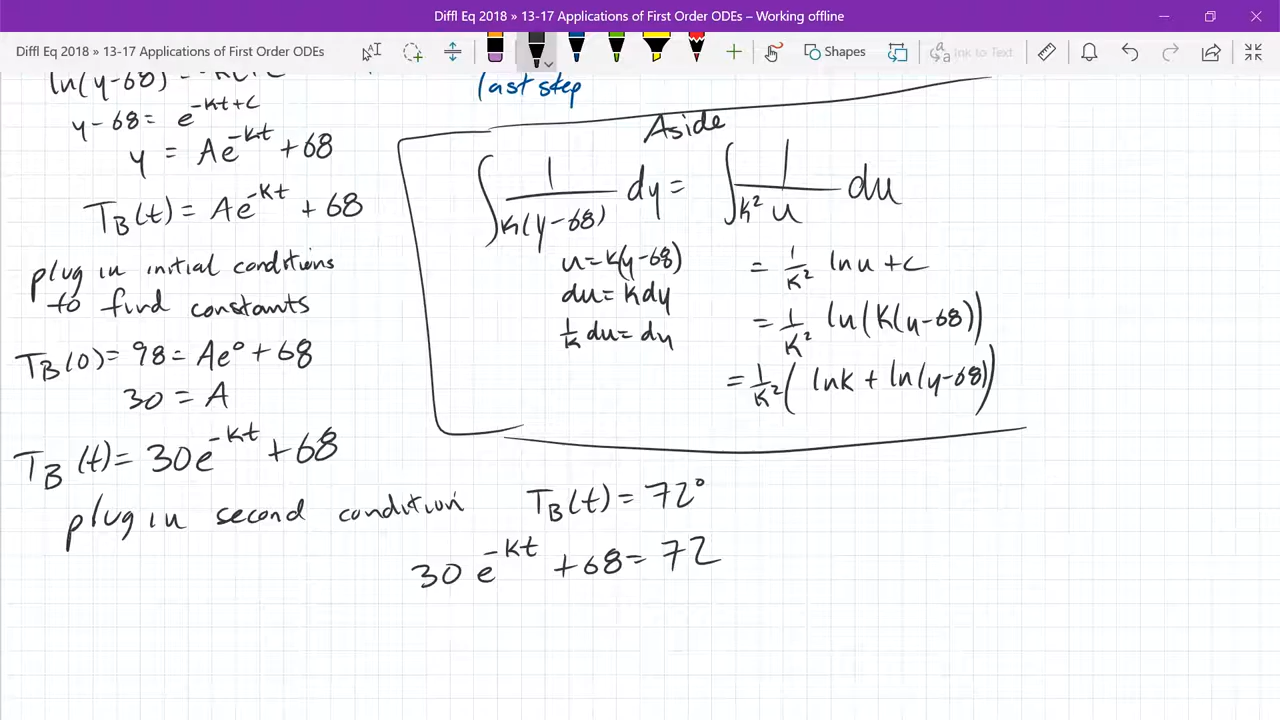 Diffl Eq 2018 » 13-17 Applications of First Order ODEs – Working offline
Diffl Eq 2018 » 13-17 Applications of First Order ODEs
Shapes
Ink to Text
ln(y-68)
y-68 = e^{-kt+c}
y = Ae^{-kt} + 68
T_B(t) = Ae^{-kt} + 68
plug in initial conditions
to find constants
T_B(0) = 98 = Ae^0 + 68
30 = A
T_B(t) = 30e^{-kt} + 68
plug in second condition
last step
Aside
∫ 1/(k(y-68)) dy = ∫ 1/(k² u) du
u = k(y-68)
du = k dy
1/k du = dy
= 1/k² ln u + c
= 1/k² ln(k(y-68))
= 1/k² (ln k + ln(y-68))
T_B(t) = 72°
30 e^{-kt} + 68 = 72